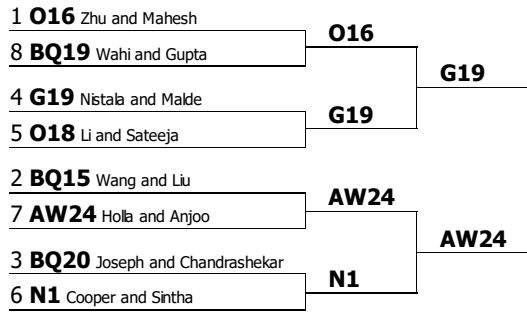 1 O16 Zhu and Mahesh
O16
8 BQ19 Wahi and Gupta
G19
4 G19 Nistala and Malde
G19
5 O18 Li and Sateeja
2 BQ15 Wang and Liu
AW24
7 AW24 Holla and Anjoo
AW24
3 BQ20 Joseph and Chandrashekar
N1
6 N1 Cooper and Sintha